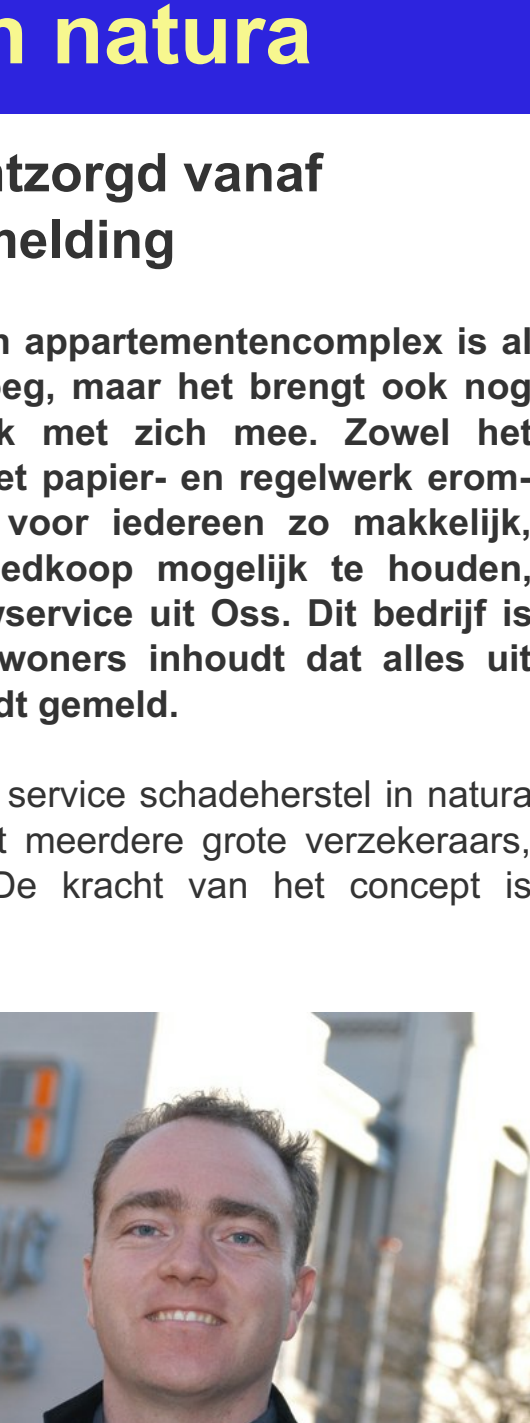 n natura
ntzorgd vanaf
melding
n appartementencomplex is al
eg, maar het brengt ook nog
k met zich mee. Zowel het
et papier- en regelwerk erom-
voor iedereen zo makkelijk,
edkoop mogelijk te houden,
service uit Oss. Dit bedrijf is
woners inhoudt dat alles uit
dt gemeld.
service schadeherstel in natura
t meerdere grote verzekeraars,
De kracht van het concept is